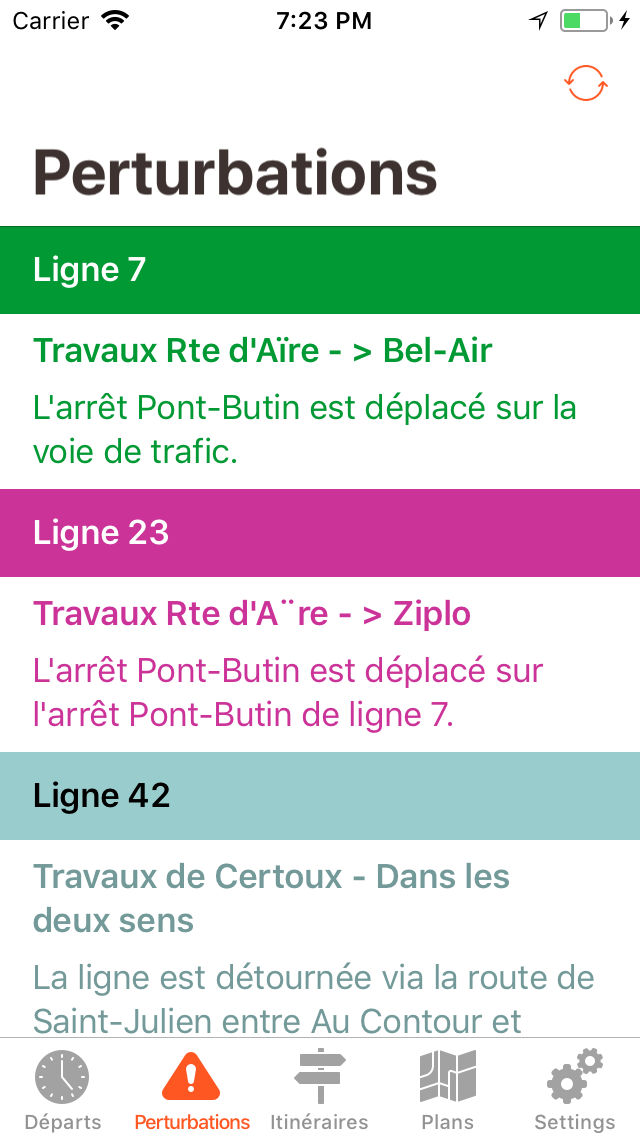 Carrier 7:23 PM
Perturbations
Ligne 7
Travaux Rte d'Aïre - > Bel-Air
L'arrêt Pont-Butin est déplacé sur la
voie de trafic.
Ligne 23
Travaux Rte d'A¨re - > Ziplo
L'arrêt Pont-Butin est déplacé sur
l'arrêt Pont-Butin de ligne 7.
Ligne 42
Travaux de Certoux - Dans les
deux sens
La ligne est détournée via la route de
Saint-Julien entre Au Contour et
Départs Perturbations Itinéraires Plans Settings